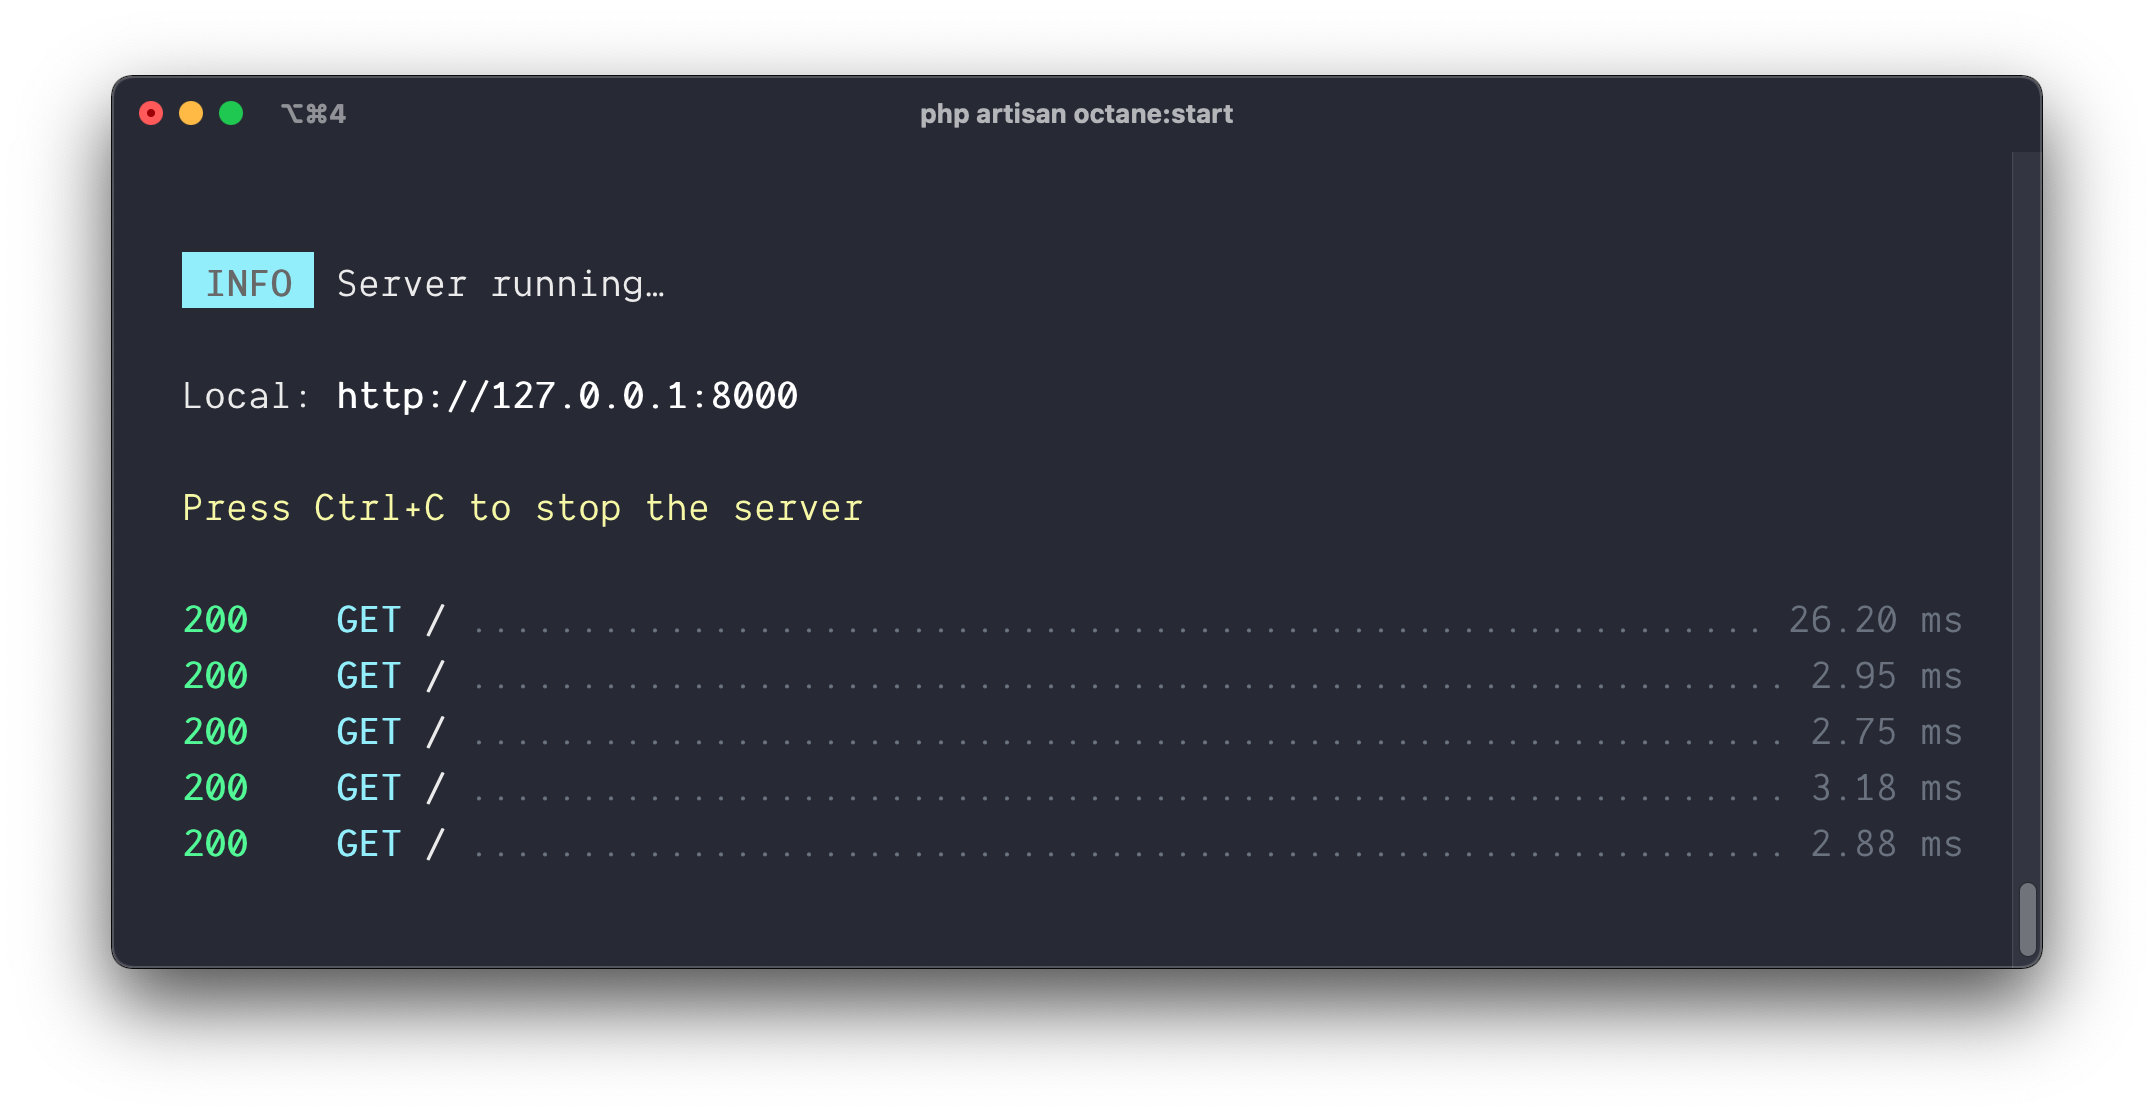 ⌥⌘4 php artisan octane:start
INFO Server running…
Local: http://127.0.0.1:8000
Press Ctrl+C to stop the server
200 GET / ........................................................... 26.20 ms
200 GET / ............................................................ 2.95 ms
200 GET / ............................................................ 2.75 ms
200 GET / ............................................................ 3.18 ms
200 GET / ............................................................ 2.88 ms